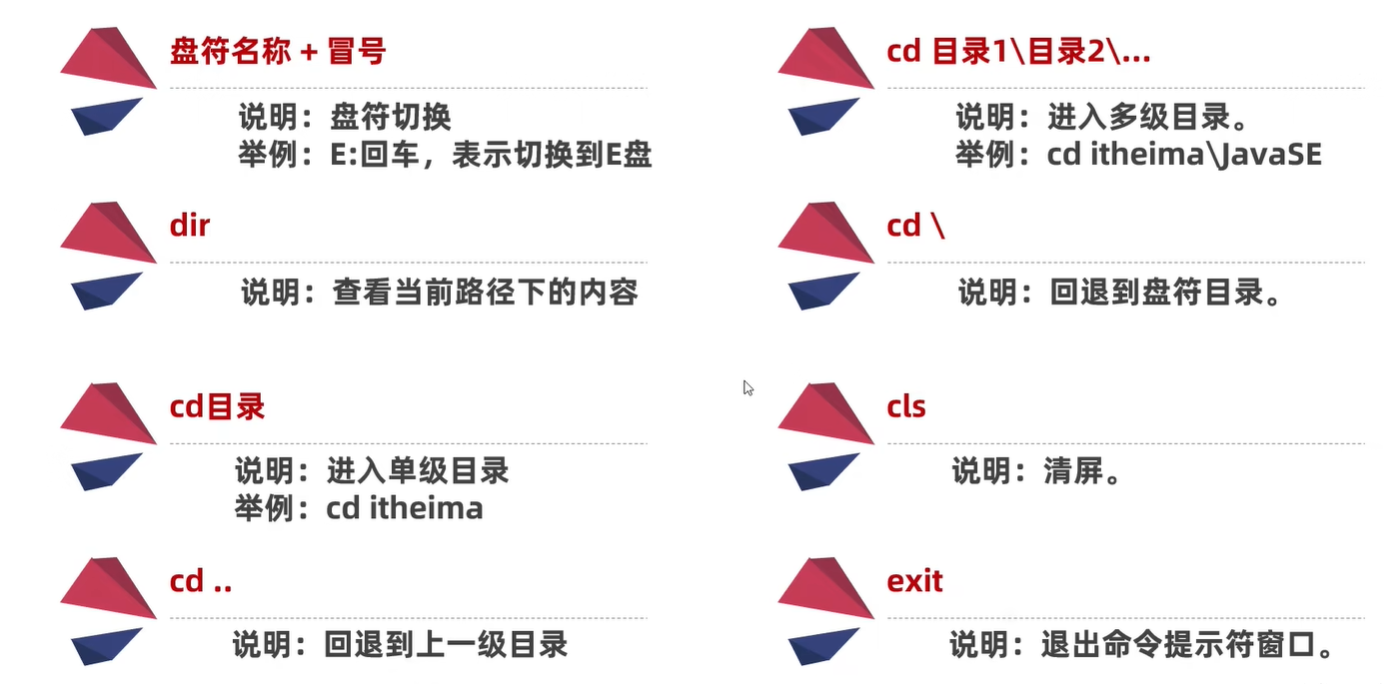 盘符名称 + 冒号
说明：盘符切换
举例：E:回车，表示切换到E盘
dir
说明：查看当前路径下的内容
cd目录
说明：进入单级目录
举例：cd itheima
cd ..
说明：回退到上一级目录
cd 目录1\目录2\...
说明：进入多级目录。
举例：cd itheima\JavaSE
cd \
说明：回退到盘符目录。
cls
说明：清屏。
exit
说明：退出命令提示符窗口。